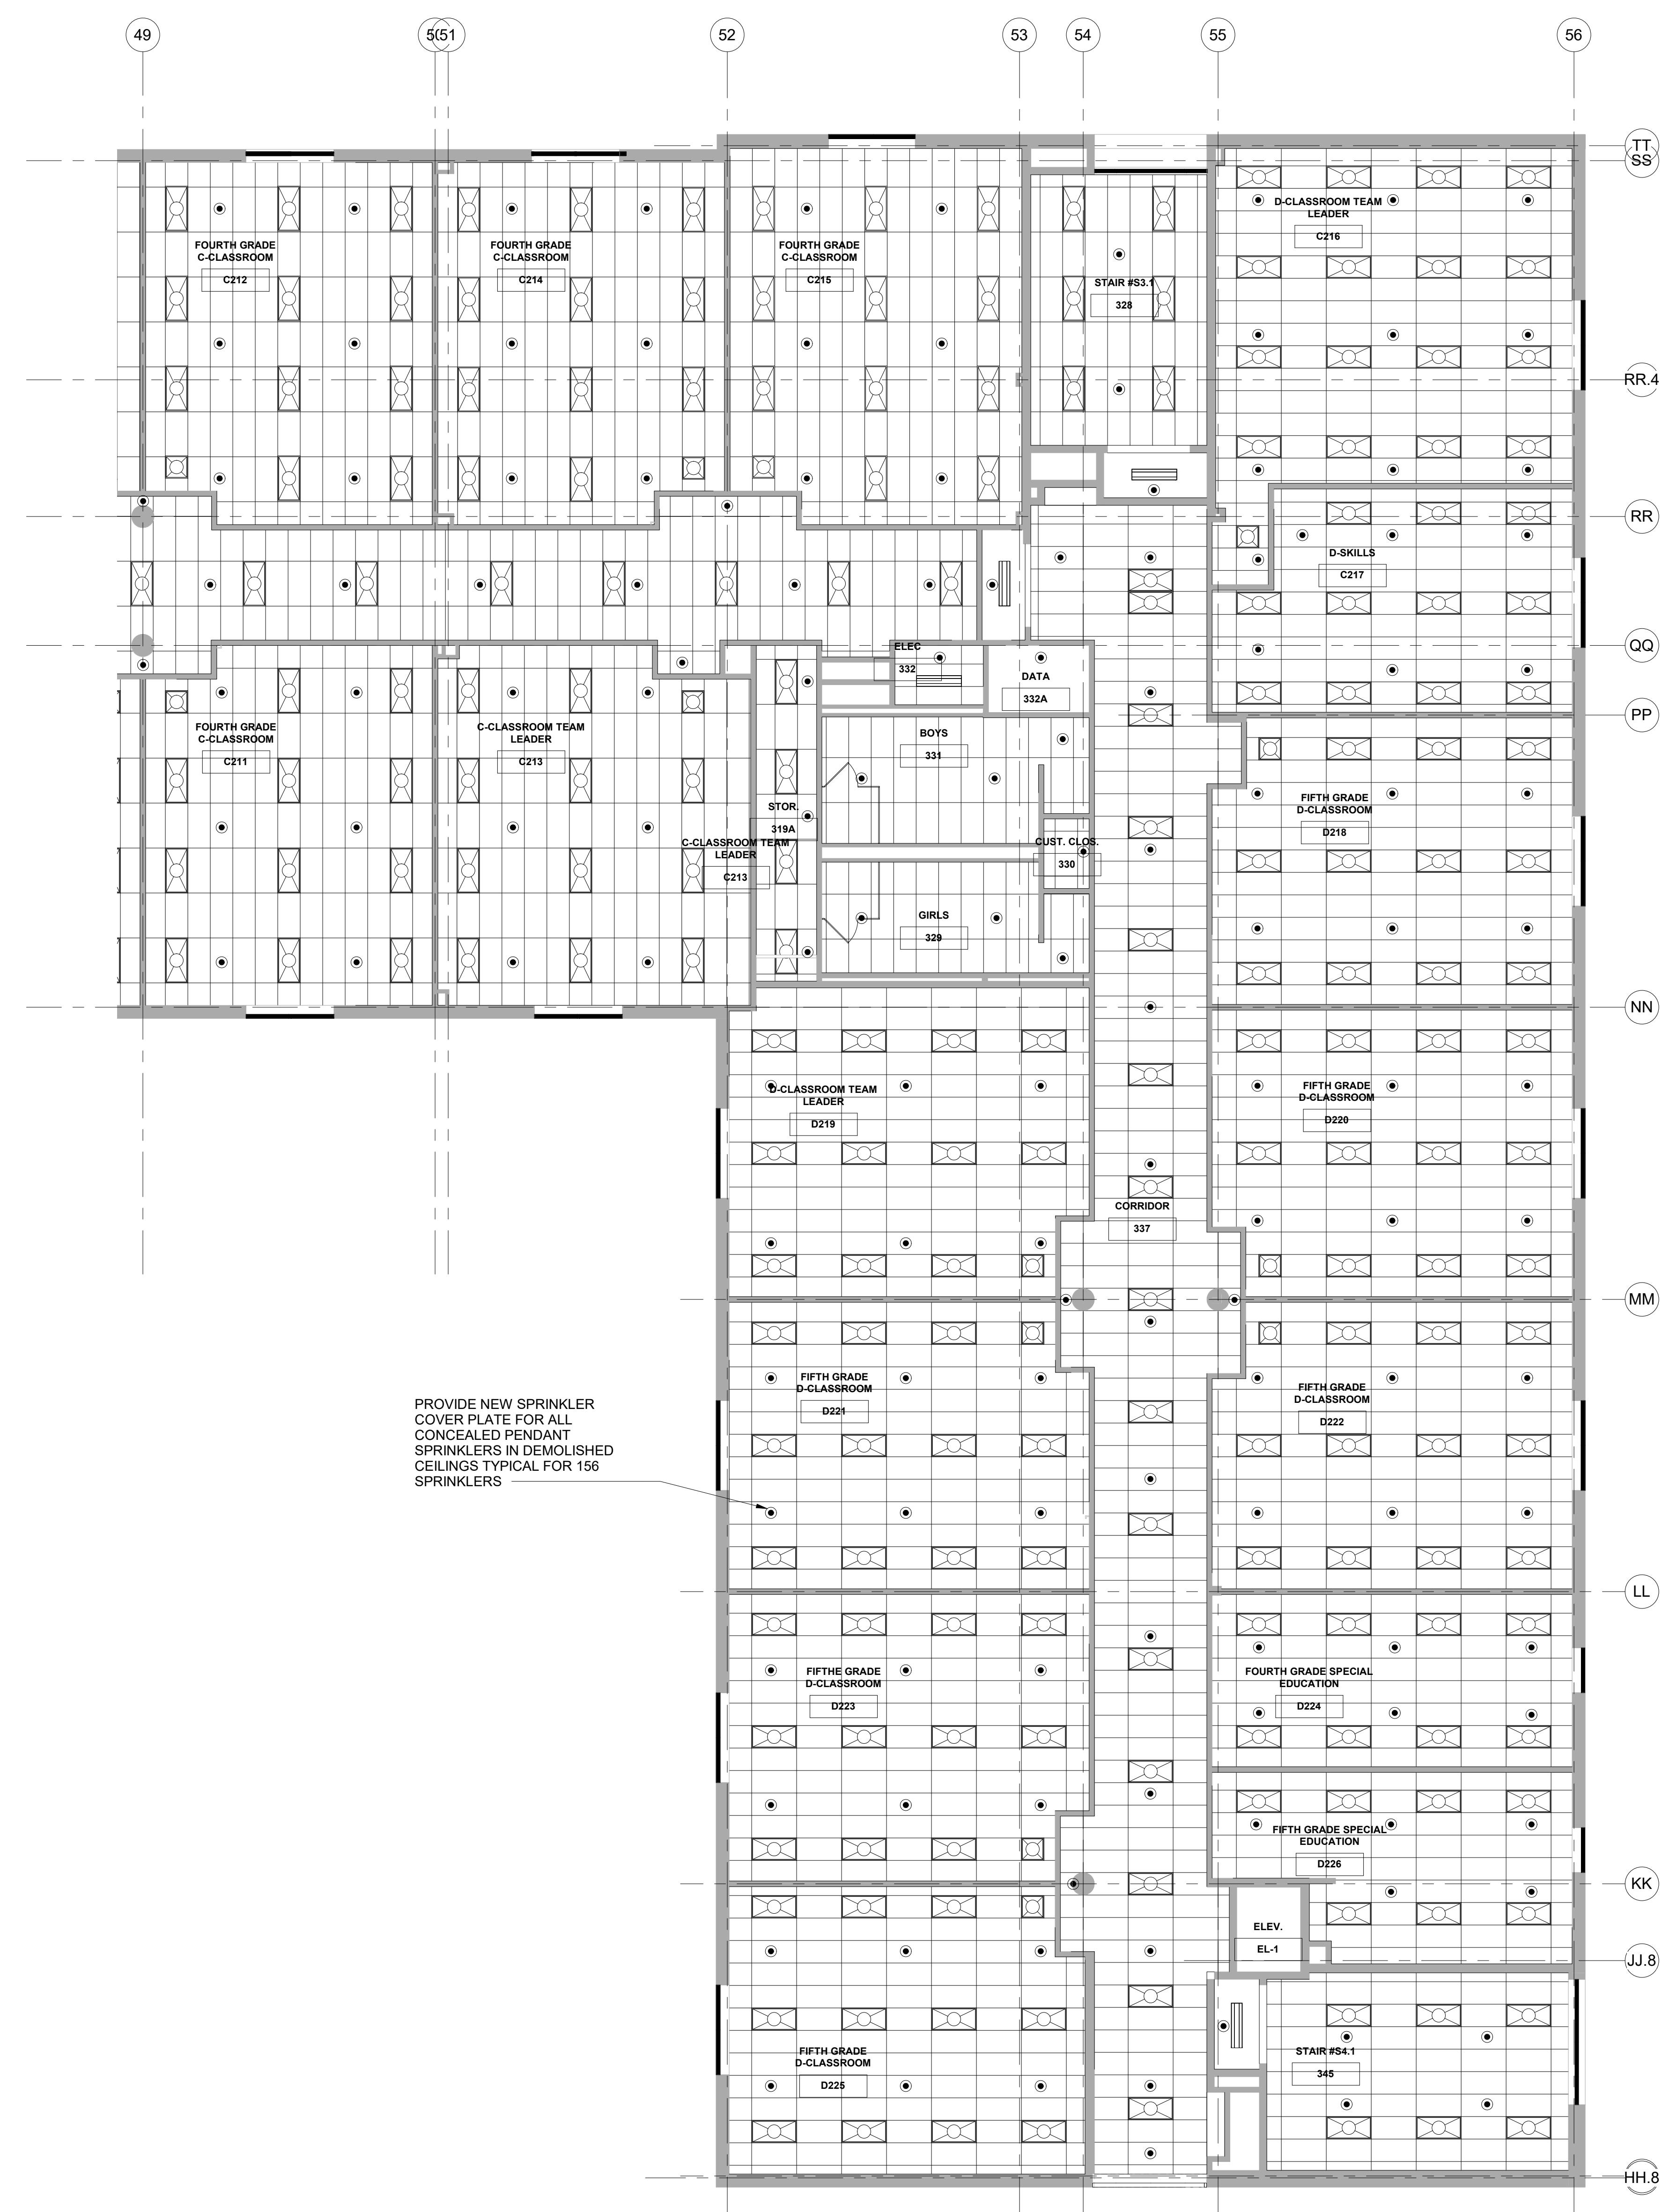 49
50
51
52
53
54
55
56
TT
SS
D-CLASSROOM TEAM
LEADER
C216
FOURTH GRADE
C-CLASSROOM
C212
FOURTH GRADE
C-CLASSROOM
C214
FOURTH GRADE
C-CLASSROOM
C215
STAIR #S3.1
328
RR.4
RR
D-SKILLS
C217
QQ
ELEC
332
DATA
332A
PP
FOURTH GRADE
C-CLASSROOM
C211
C-CLASSROOM TEAM
LEADER
C213
BOYS
331
STOR.
319A
C-CLASSROOM TEAM
LEADER
C213
CUST. CLOS.
330
FIFTH GRADE
D-CLASSROOM
D218
GIRLS
329
NN
D-CLASSROOM TEAM
LEADER
D219
FIFTH GRADE
D-CLASSROOM
D220
CORRIDOR
337
MM
FIFTH GRADE
D-CLASSROOM
D221
FIFTH GRADE
D-CLASSROOM
D222
PROVIDE NEW SPRINKLER
COVER PLATE FOR ALL
CONCEALED PENDANT
SPRINKLERS IN DEMOLISHED
CEILINGS TYPICAL FOR 156
SPRINKLERS
LL
FIFTHE GRADE
D-CLASSROOM
D223
FOURTH GRADE SPECIAL
EDUCATION
D224
FIFTH GRADE SPECIAL
EDUCATION
D226
KK
ELEV.
EL-1
JJ.8
FIFTH GRADE
D-CLASSROOM
D225
STAIR #S4.1
345
HH.8